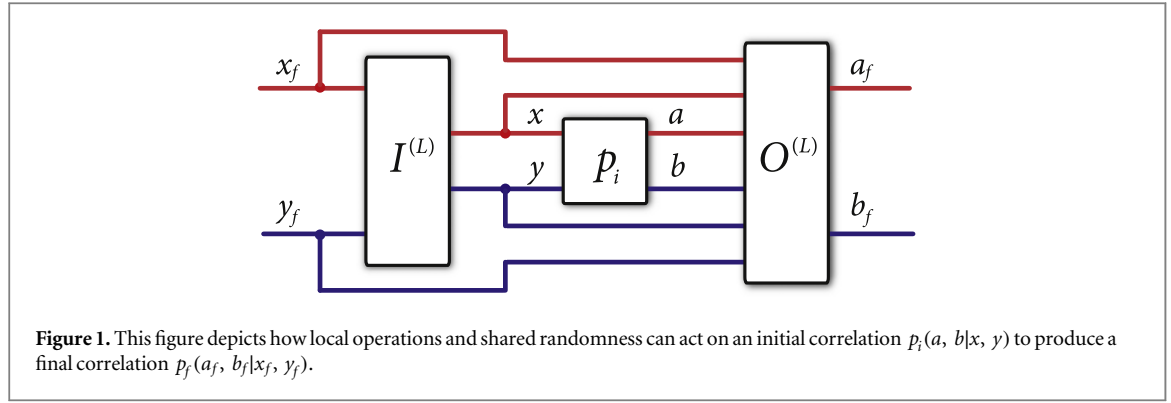 x_f a_f
x a
I^(L) p_i O^(L)
y b
y_f b_f
Figure 1. This figure depicts how local operations and shared randomness can act on an initial correlation p_i(a, b|x, y) to produce a
final correlation p_f(a_f, b_f|x_f, y_f).